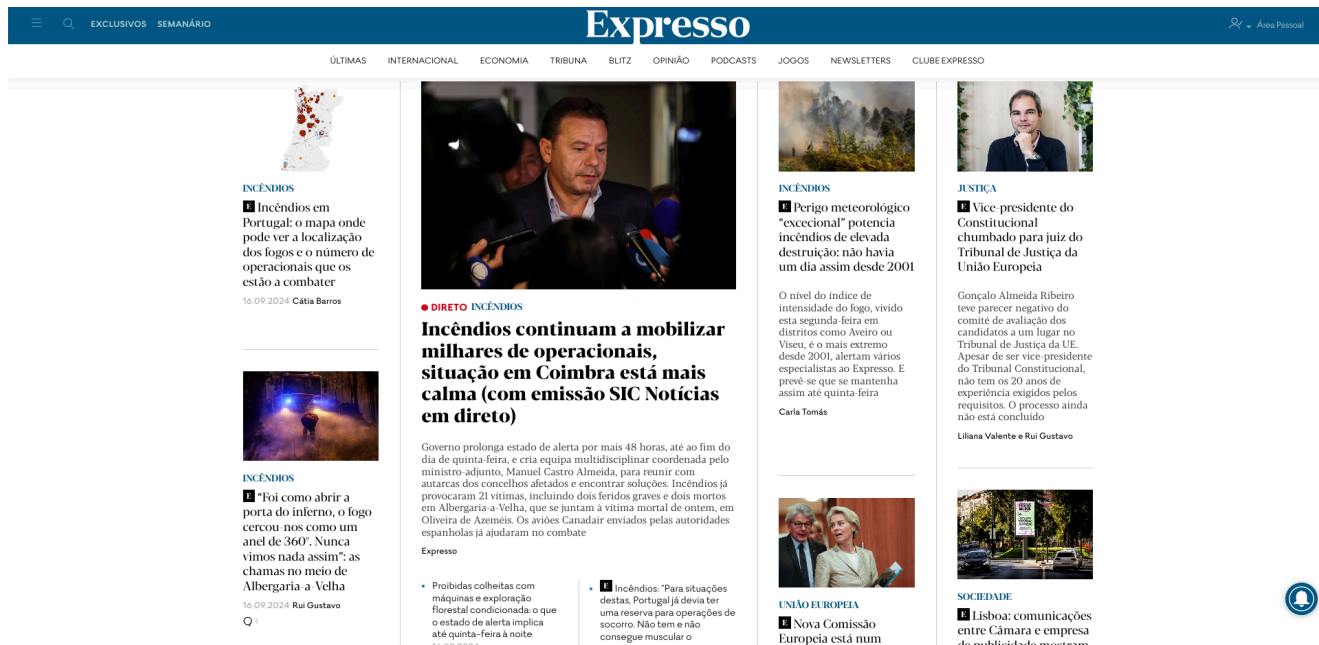 EXCLUSIVOS SEMANÁRIO
Expresso
Área Pessoal
ÚLTIMAS INTERNACIONAL ECONOMIA TRIBUNA BLITZ OPINIÃO PODCASTS JOGOS NEWSLETTERS CLUBE EXPRESSO
INCÊNDIOS
E Incêndios em
Portugal: o mapa onde
pode ver a localização
dos fogos e o número de
operacionais que os
estão a combater
16.09.2024 Cátia Barros
INCÊNDIOS
E “Foi como abrir a
porta do inferno, o fogo
cercou-nos como um
anel de 360°. Nunca
vimos nada assim”: as
chamas no meio de
Albergaria-a-Velha
16.09.2024 Rui Gustavo
1
DIRETO INCÊNDIOS
Incêndios continuam a mobilizar
milhares de operacionais,
situação em Coimbra está mais
calma (com emissão SIC Notícias
em direto)
Governo prolonga estado de alerta por mais 48 horas, até ao fim do
dia de quinta-feira, e cria equipa multidisciplinar coordenada pelo
ministro-adjunto, Manuel Castro Almeida, para reunir com
autarcas dos concelhos afetados e encontrar soluções. Incêndios já
provocaram 21 vítimas, incluindo dois feridos graves e dois mortos
em Albergaria-a-Velha, que se juntam à vítima mortal de ontem, em
Oliveira de Azeméis. Os aviões Canadair enviados pelas autoridades
espanholas já ajudaram no combate
Expresso
• Proibidas colheitas com
máquinas e exploração
florestal condicionada: o que
o estado de alerta implica
até quinta-feira à noite
• E Incêndios: “Para situações
destas, Portugal já devia ter
uma reserva para operações de
socorro. Não tem e não
consegue muscular o
INCÊNDIOS
E Perigo meteorológico
“excecional” potencia
incêndios de elevada
destruição: não havia
um dia assim desde 2001
O nível do índice de
intensidade do fogo, vivido
esta segunda-feira em
distritos como Aveiro ou
Viseu, é o mais extremo
desde 2001, alertam vários
especialistas ao Expresso. E
prevê-se que se mantenha
assim até quinta-feira
Carla Tomás
UNIÃO EUROPEIA
E Nova Comissão
Europeia está num
JUSTIÇA
E Vice-presidente do
Constitucional
chumbado para juiz do
Tribunal de Justiça da
União Europeia
Gonçalo Almeida Ribeiro
teve parecer negativo do
comité de avaliação dos
candidatos a um lugar no
Tribunal de Justiça da UE.
Apesar de ser vice-presidente
do Tribunal Constitucional,
não tem os 20 anos de
experiência exigidos pelos
requisitos. O processo ainda
não está concluído
Liliana Valente e Rui Gustavo
SOCIEDADE
E Lisboa: comunicações
entre Câmara e empresa
de publicidade mostram